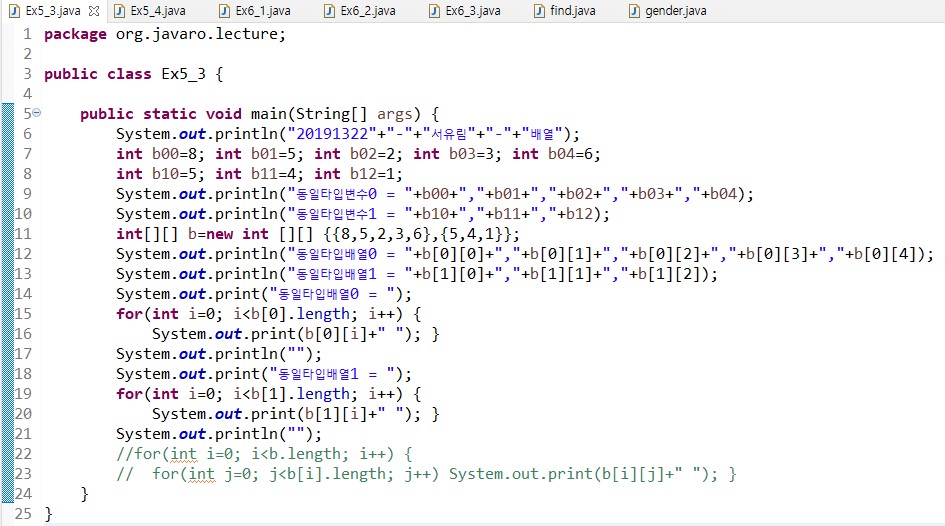 Ex5_3.java Ex5_4.java Ex6_1.java Ex6_2.java Ex6_3.java find.java gender.java
1 package org.javaro.lecture;
2
3 public class Ex5_3 {
4
5 public static void main(String[] args) {
6 System.out.println("20191322"+"-"+"서유림"+"-"+"배열");
7 int b00=8; int b01=5; int b02=2; int b03=3; int b04=6;
8 int b10=5; int b11=4; int b12=1;
9 System.out.println("동일타입변수0 = "+b00+","+b01+","+b02+","+b03+","+b04);
10 System.out.println("동일타입변수1 = "+b10+","+b11+","+b12);
11 int[][] b=new int [][] {{8,5,2,3,6},{5,4,1}};
12 System.out.println("동일타입배열0 = "+b[0][0]+","+b[0][1]+","+b[0][2]+","+b[0][3]+","+b[0][4]);
13 System.out.println("동일타입배열1 = "+b[1][0]+","+b[1][1]+","+b[1][2]);
14 System.out.print("동일타입배열0 = ");
15 for(int i=0; i<b[0].length; i++) {
16 System.out.print(b[0][i]+" "); }
17 System.out.println("");
18 System.out.print("동일타입배열1 = ");
19 for(int i=0; i<b[1].length; i++) {
20 System.out.print(b[1][i]+" "); }
21 System.out.println("");
22 //for(int i=0; i<b.length; i++) {
23 // for(int j=0; j<b[i].length; j++) System.out.print(b[i][j]+" "); }
24 }
25 }